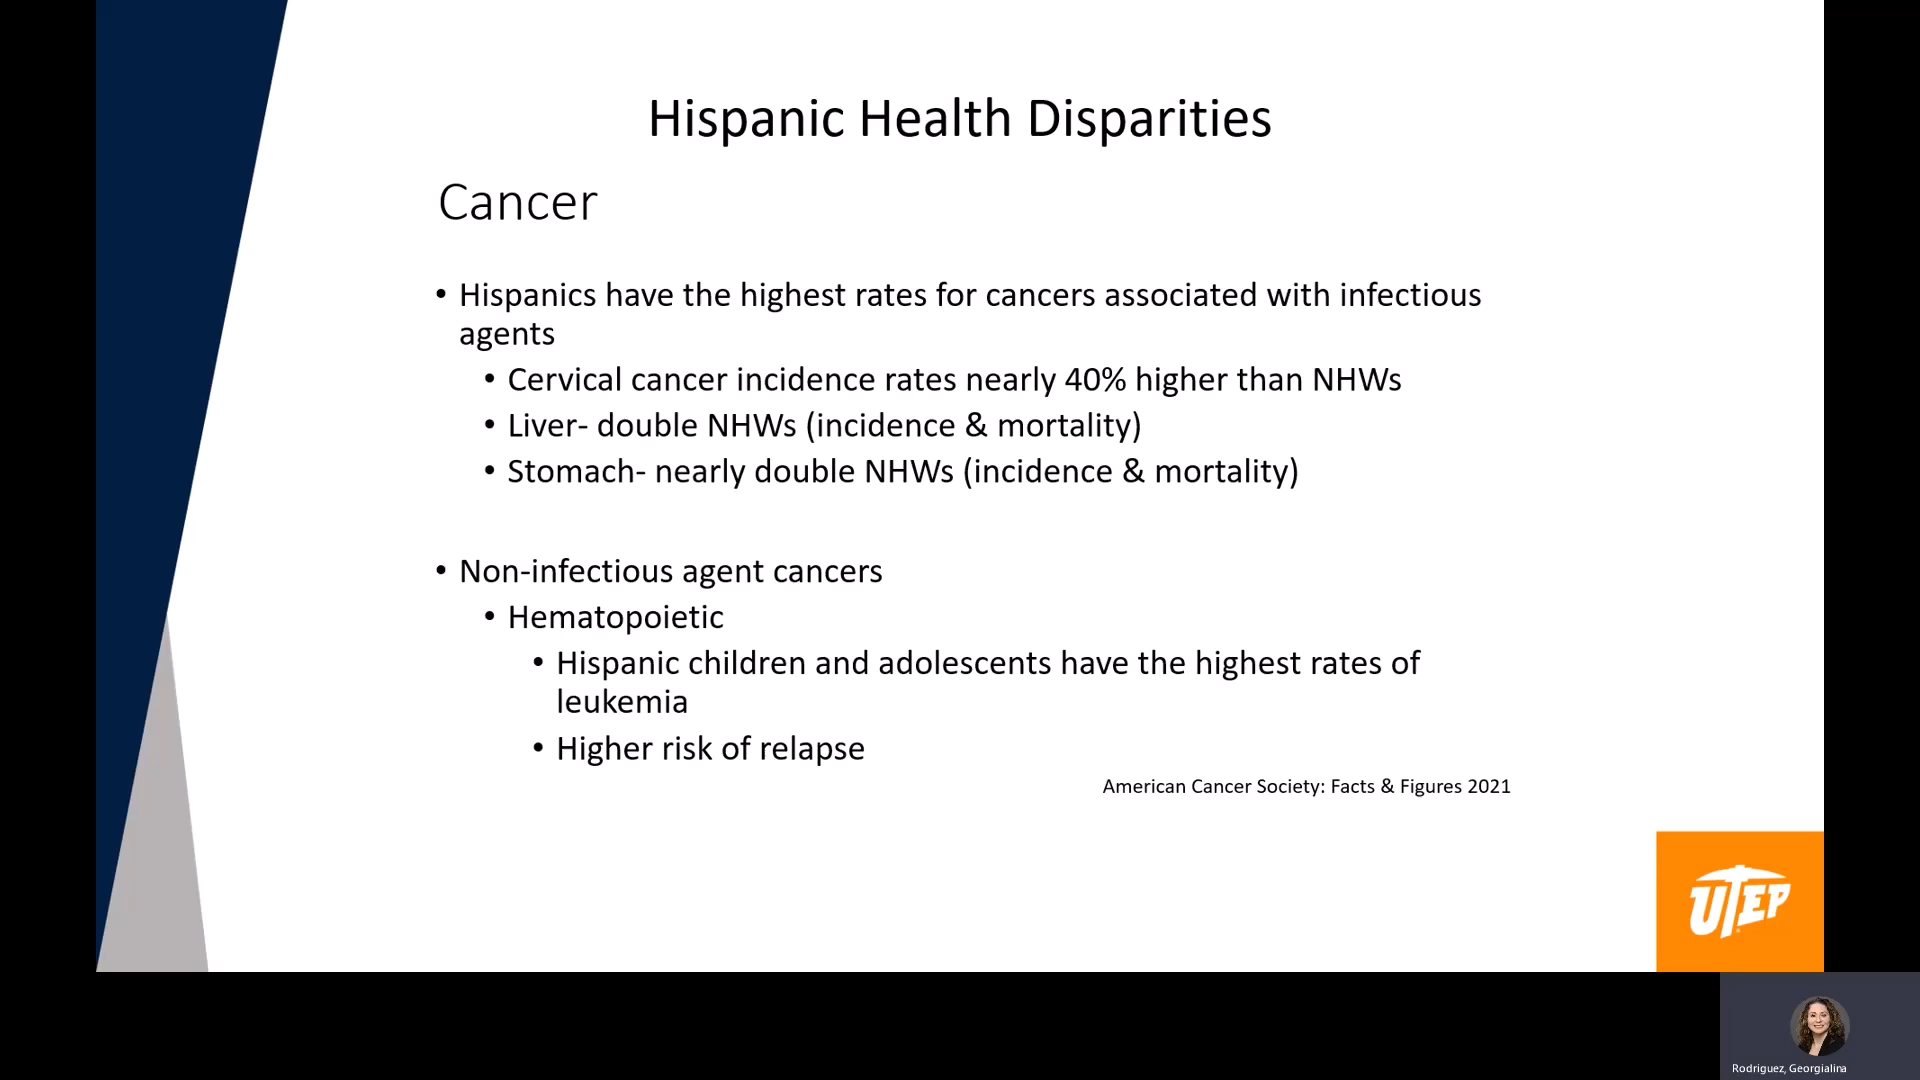 Hispanic Health Disparities
Cancer
• Hispanics have the highest rates for cancers associated with infectious
agents
• Cervical cancer incidence rates nearly 40% higher than NHWs
• Liver- double NHWs (incidence & mortality)
• Stomach- nearly double NHWs (incidence & mortality)
• Non-infectious agent cancers
• Hematopoietic
• Hispanic children and adolescents have the highest rates of
leukemia
• Higher risk of relapse
American Cancer Society: Facts & Figures 2021
UTEP
Rodriguez, Georgialina